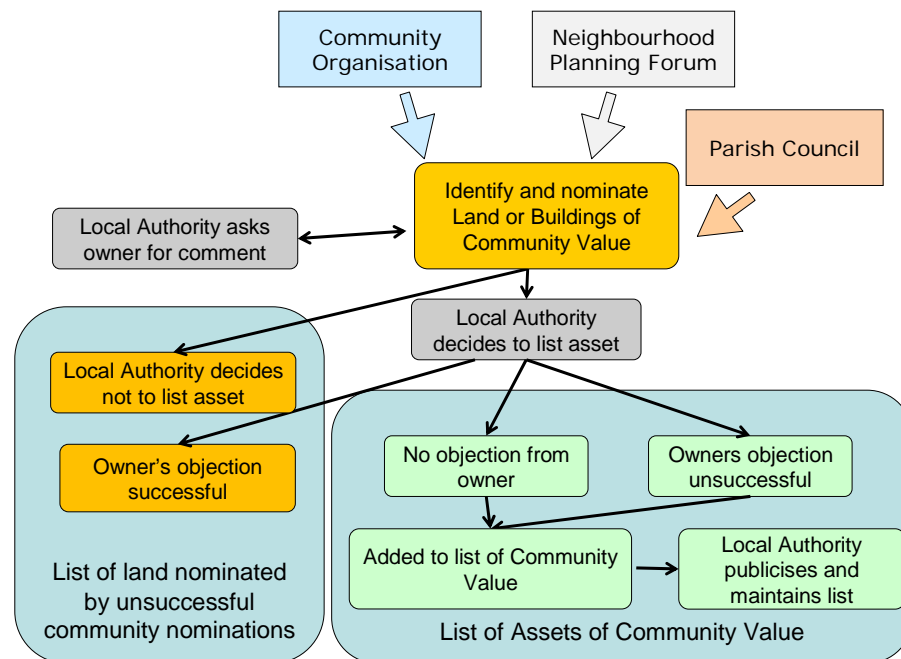 Community
Organisation
Neighbourhood
Planning Forum
Parish Council
Identify and nominate
Land or Buildings of
Community Value
Local Authority asks
owner for comment
Local Authority
decides to list asset
Local Authority decides
not to list asset
Owner's objection
successful
No objection from
owner
Owners objection
unsuccessful
Added to list of Community
Value
Local Authority
publicises and
maintains list
List of land nominated
by unsuccessful
community nominations
List of Assets of Community Value